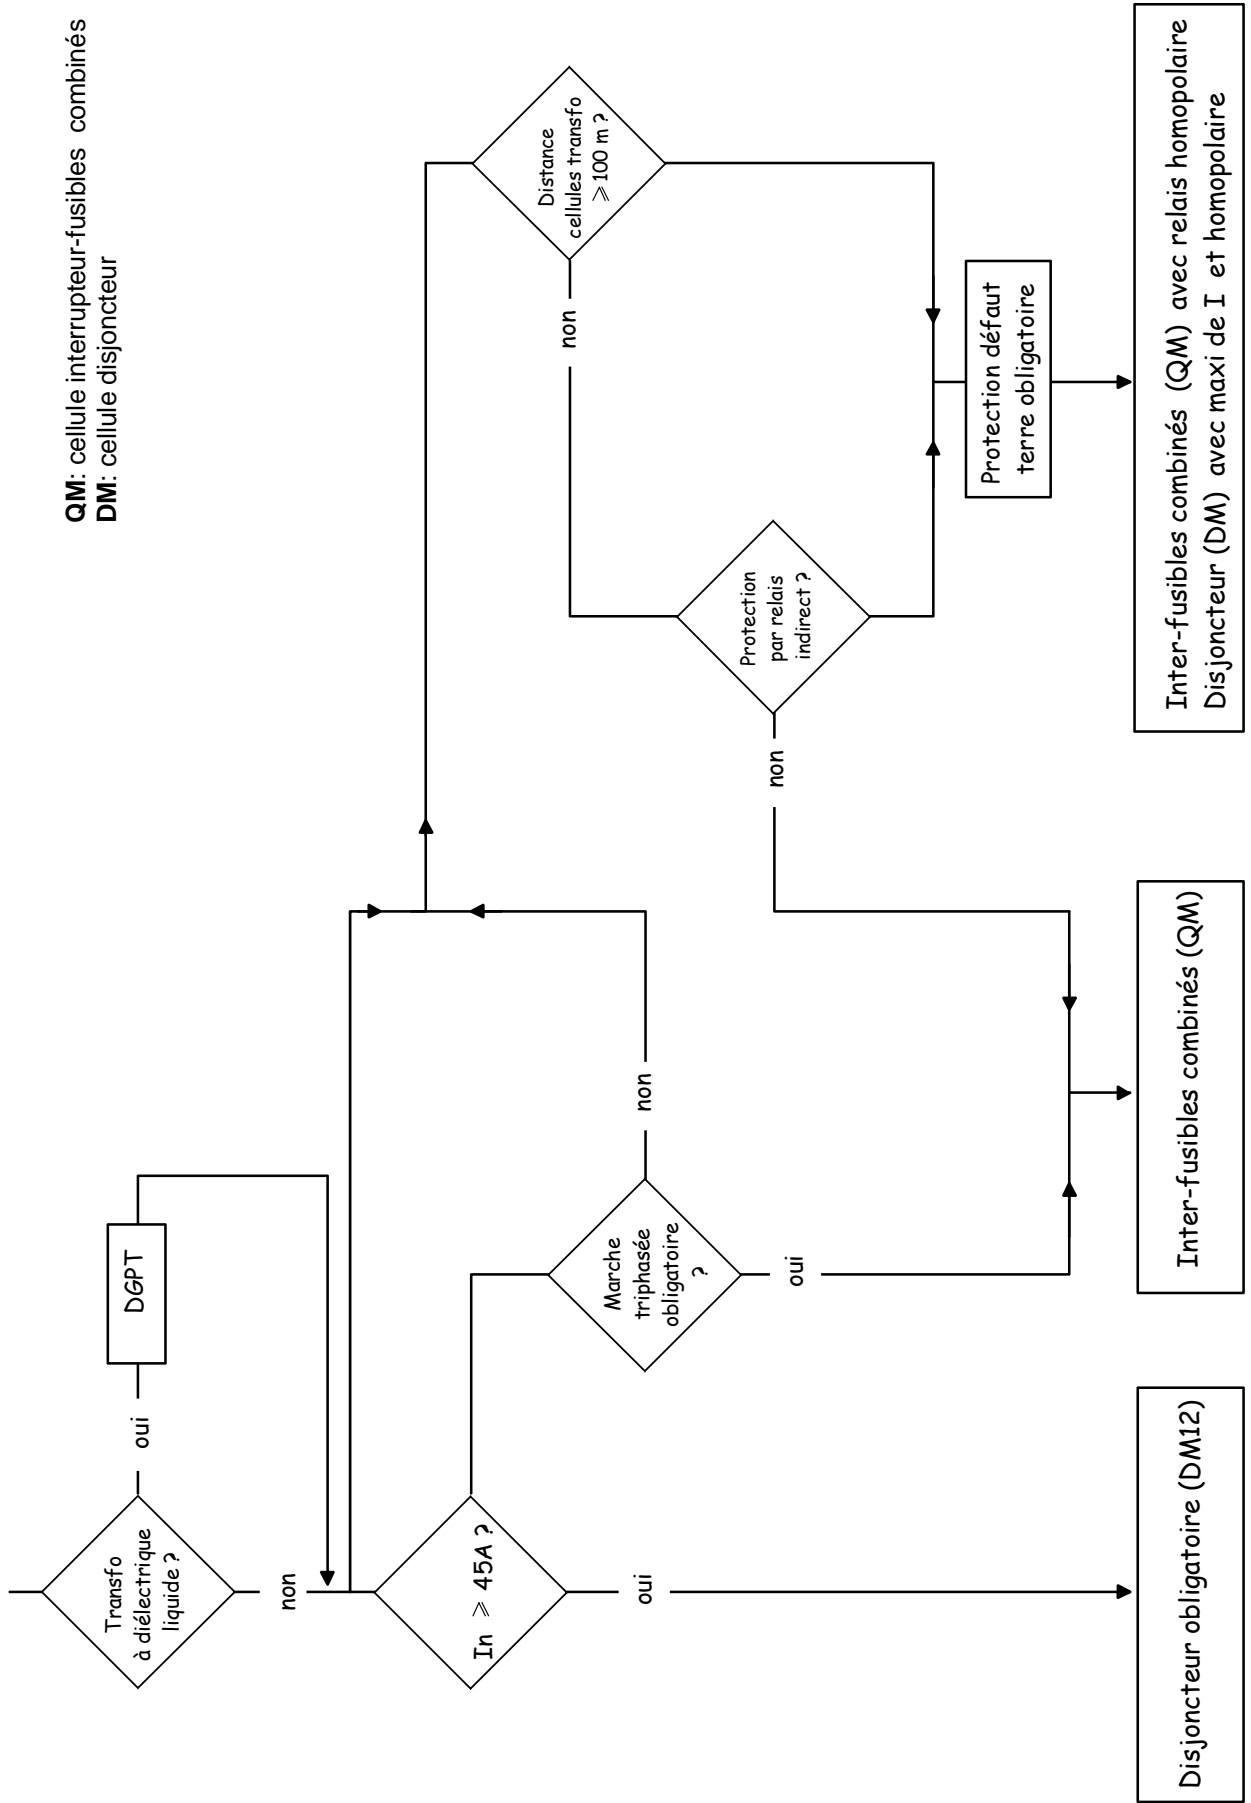 QM: cellule interrupteur-fusibles combinés
DM: cellule disjoncteur
Transfo
à diélectrique
liquide ?
oui
DGPT
non
In ⩾ 45A ?
oui
Marche
triphasée
obligatoire
?
non
oui
Distance
cellules transfo
⩾ 100 m ?
non
Protection
par relais
indirect ?
non
Protection défaut
terre obligatoire
Disjoncteur obligatoire (DM12)
Inter-fusibles combinés (QM)
Inter-fusibles combinés (QM) avec relais homopolaire
Disjoncteur (DM) avec maxi de I et homopolaire